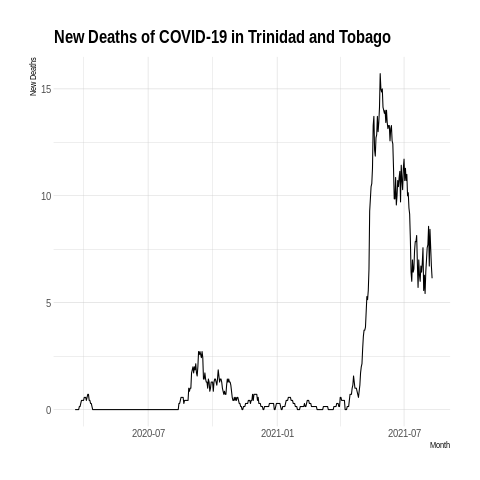 New Deaths of COVID-19 in Trinidad and Tobago
New Deaths
15
10
5
0
2020-07
2021-01
2021-07
Month